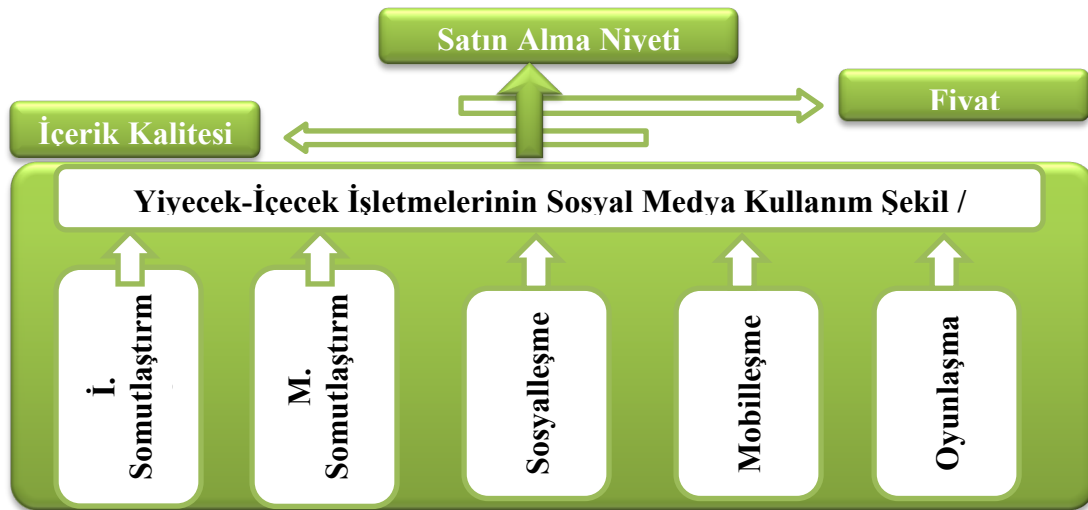 Satın Alma Niyeti
Fiyat
İçerik Kalitesi
Yiyecek-İçecek İşletmelerinin Sosyal Medya Kullanım Şekil /
İ.
Somutlaştırm
M.
Somutlaştırm
Sosyalleşme
Mobilleşme
Oyunlaşma